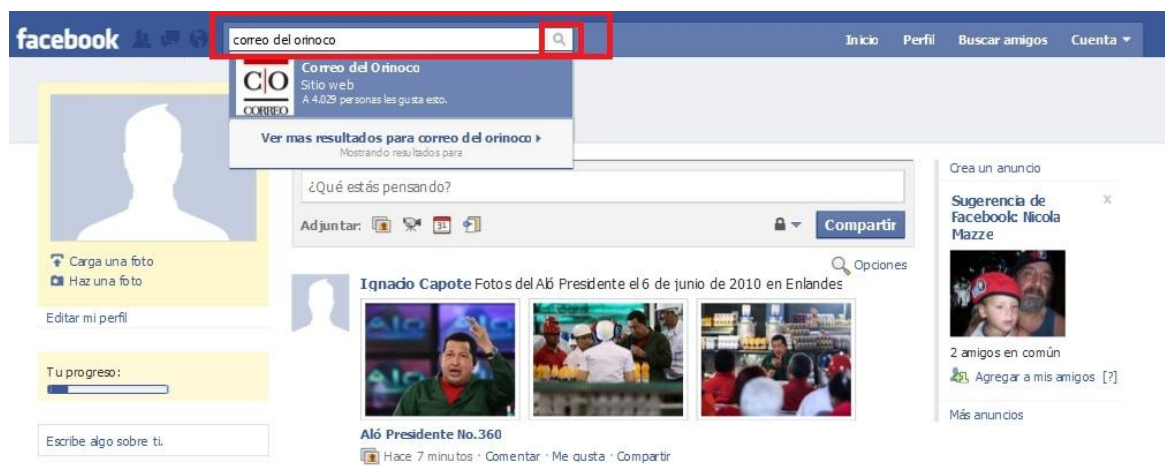 facebook
correo del orinoco
Inicio Perfil Buscar amigos Cuenta
Correo del Orinoco
Sitio web
A 4.029 personas les gusta esto.
C|O
CORREO
Ver mas resultados para correo del orinoco
Mostrando resultados para
¿Qué estás pensando?
Adjuntar: 31
Compartir
Opciones
Carga una foto
Haz una foto
Editar mi perfil
Tu progreso:
Escribe algo sobre ti.
Ignacio Capote Fotos del Aló Presidente el 6 de junio de 2010 en Enlandes
Aló Presidente No.360
Hace 7 minutos · Comentar · Me gusta · Compartir
Crea un anuncio
Sugerencia de
Facebook: Nicola
Mazze
x
2 amigos en común
Agregar a mis amigos [?]
Más anuncios